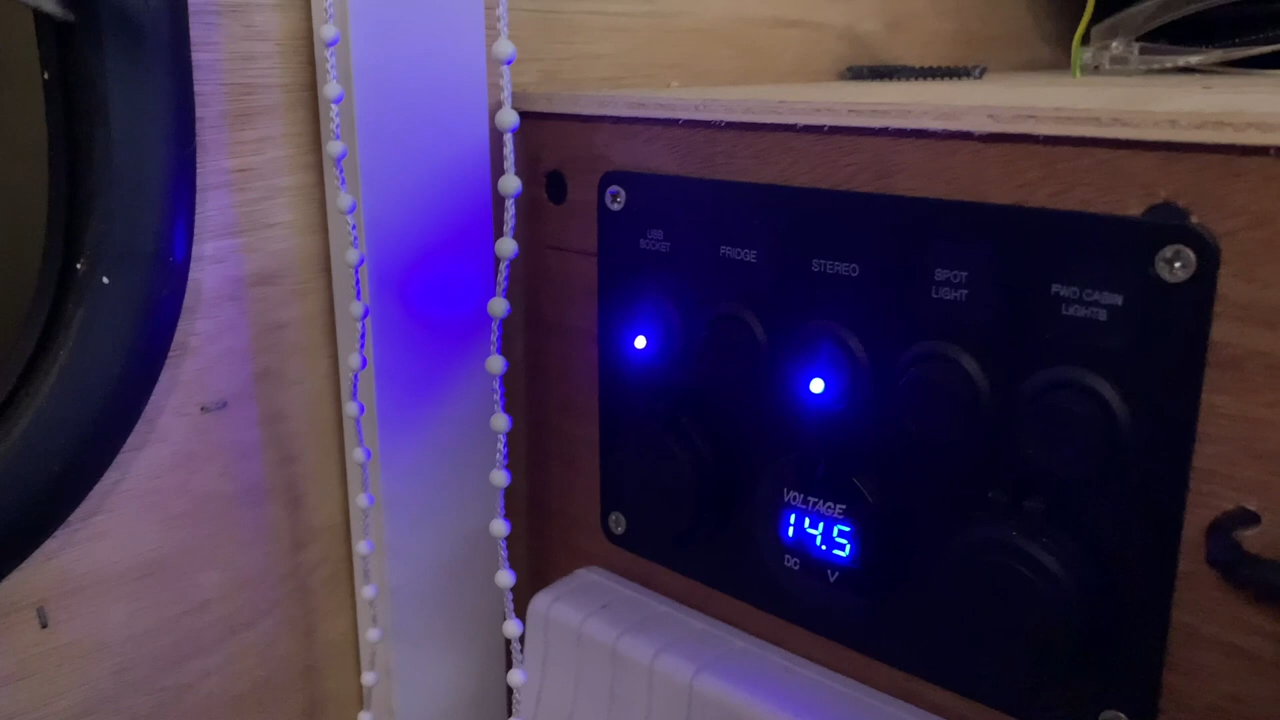 USB
SOCKET
FRIDGE
STEREO
SPOT
LIGHT
FWD CABIN
LIGHTS
VOLTAGE
14.5
DC V